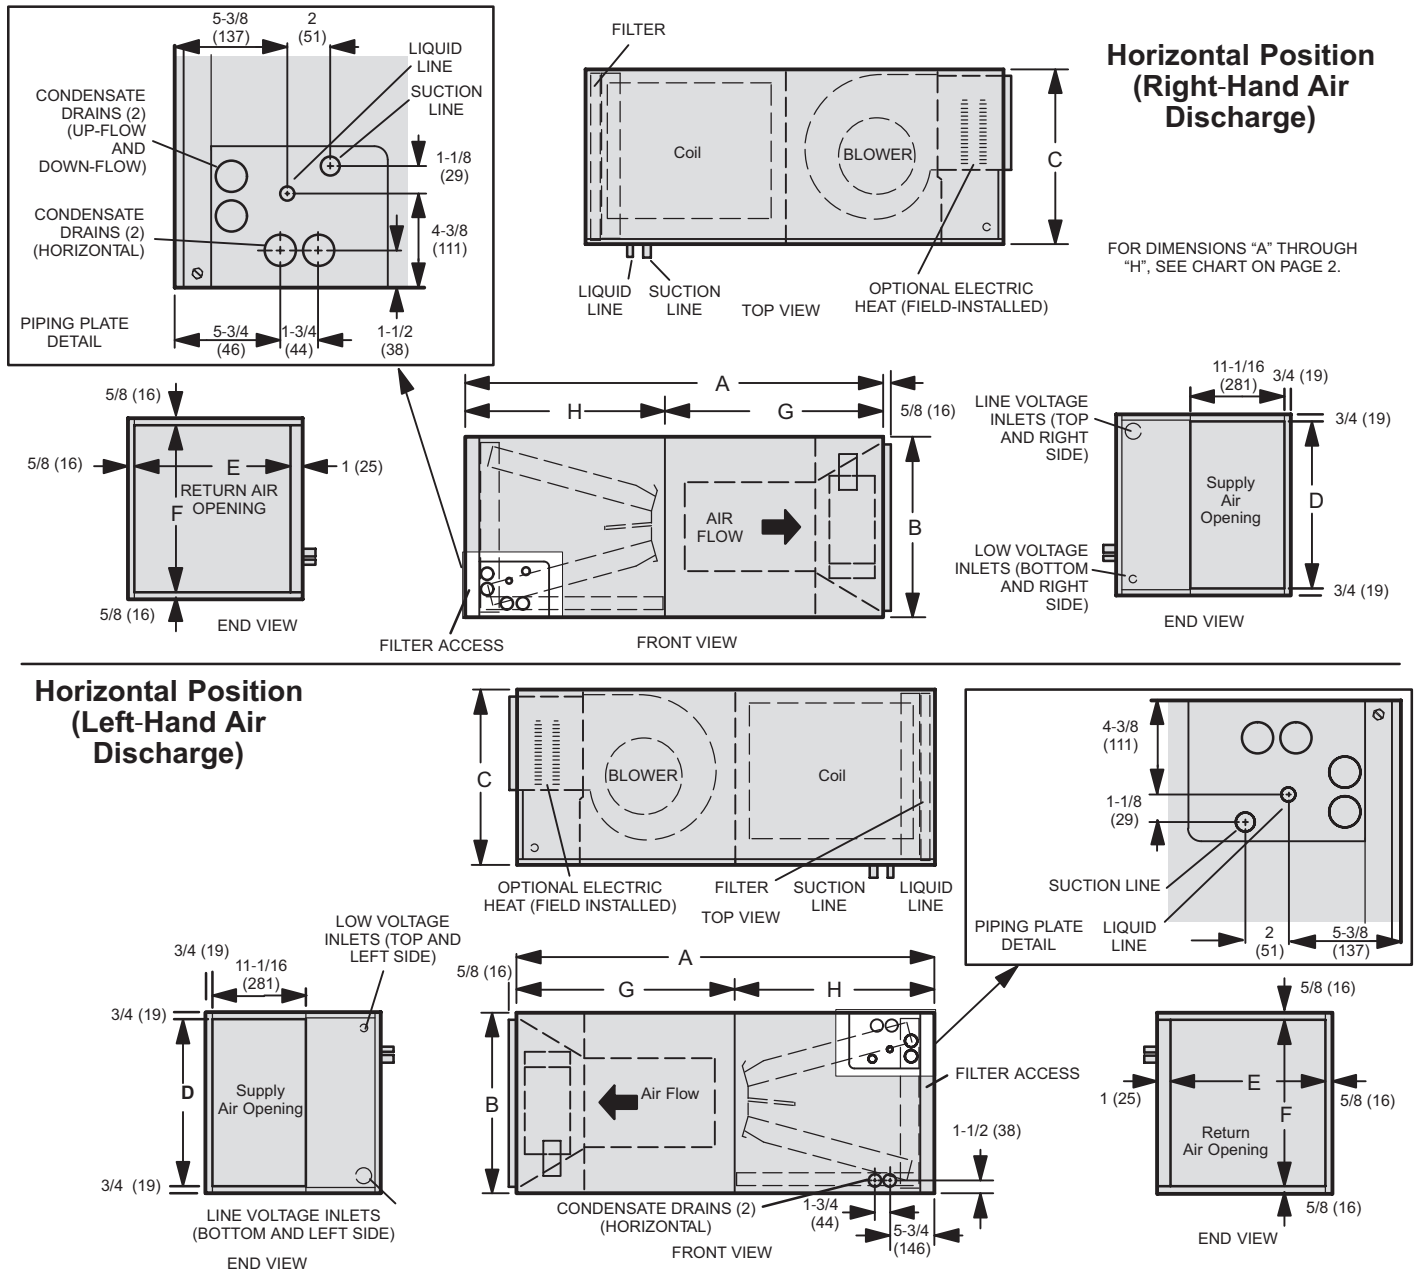 5-3/8
(137)
2
(51)
LIQUID
LINE
SUCTION
LINE
CONDENSATE
DRAINS (2)
(UP-FLOW
AND
DOWN-FLOW)
1-1/8
(29)
CONDENSATE
DRAINS (2)
(HORIZONTAL)
4-3/8
(111)
PIPING PLATE
DETAIL
5-3/4
(46)
1-3/4
(44)
1-1/2
(38)
FILTER
Coil
BLOWER
C
LIQUID
LINE
SUCTION
LINE
TOP VIEW
OPTIONAL ELECTRIC
HEAT (FIELD-INSTALLED)
Horizontal Position
(Right-Hand Air
Discharge)
FOR DIMENSIONS “A” THROUGH
“H”, SEE CHART ON PAGE 2.
5/8 (16)
5/8 (16)
E
1 (25)
RETURN AIR
OPENING
F
5/8 (16)
END VIEW
A
H
G
5/8 (16)
AIR
FLOW
B
FILTER ACCESS
FRONT VIEW
11-1/16
(281)
3/4 (19)
LINE VOLTAGE
INLETS (TOP
AND RIGHT
SIDE)
3/4 (19)
Supply
Air
Opening
D
LOW VOLTAGE
INLETS (BOTTOM
AND RIGHT
SIDE)
3/4 (19)
END VIEW
Horizontal Position
(Left-Hand Air
Discharge)
C
BLOWER
Coil
OPTIONAL ELECTRIC
HEAT (FIELD INSTALLED)
FILTER
SUCTION
LINE
LIQUID
LINE
TOP VIEW
4-3/8
(111)
1-1/8
(29)
SUCTION LINE
PIPING PLATE
DETAIL
LIQUID
LINE
2
(51)
5-3/8
(137)
LOW VOLTAGE
INLETS (TOP AND
LEFT SIDE)
3/4 (19)
11-1/16
(281)
3/4 (19)
D
Supply
Air Opening
3/4 (19)
LINE VOLTAGE INLETS
(BOTTOM AND LEFT SIDE)
END VIEW
5/8 (16)
A
G
H
B
Air Flow
FILTER ACCESS
1-1/2 (38)
CONDENSATE DRAINS (2)
(HORIZONTAL)
1-3/4
(44)
5-3/4
(146)
FRONT VIEW
5/8 (16)
1 (25)
E
5/8 (16)
F
Return
Air Opening
5/8 (16)
END VIEW